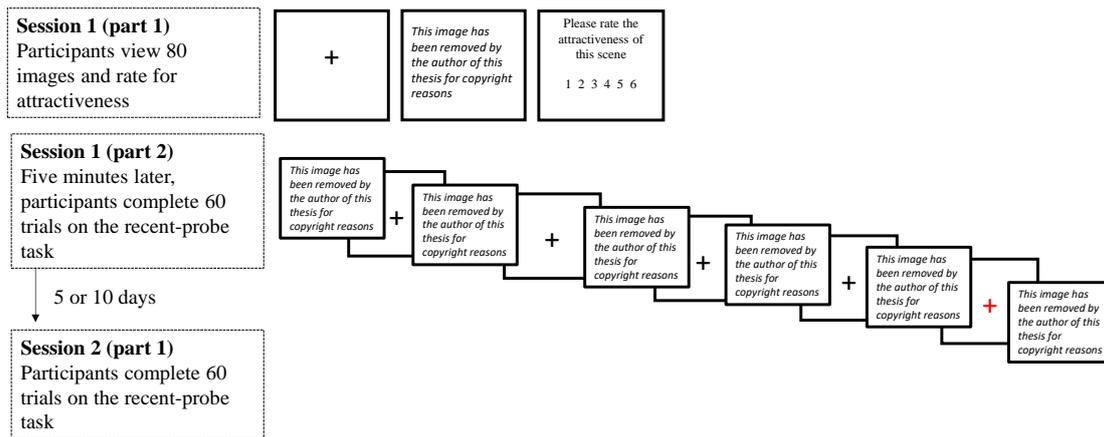 Session 1 (part 1)
Participants view 80
images and rate for
attractiveness
+
This image has
been removed by
the author of this
thesis for copyright
reasons
Please rate the
attractiveness of
this scene
1 2 3 4 5 6
Session 1 (part 2)
Five minutes later,
participants complete 60
trials on the recent-probe
task
This image has
been removed by
the author of this
thesis for
copyright reasons
+
This image has
been removed by
the author of this
thesis for
copyright reasons
+
This image has
been removed by
the author of this
thesis for
copyright reasons
+
This image has
been removed by
the author of this
thesis for
copyright reasons
+
This image has
been removed by
the author of this
thesis for
copyright reasons
+
This image has
been removed by
the author of this
thesis for
copyright reasons
5 or 10 days
Session 2 (part 1)
Participants complete 60
trials on the recent-probe
task